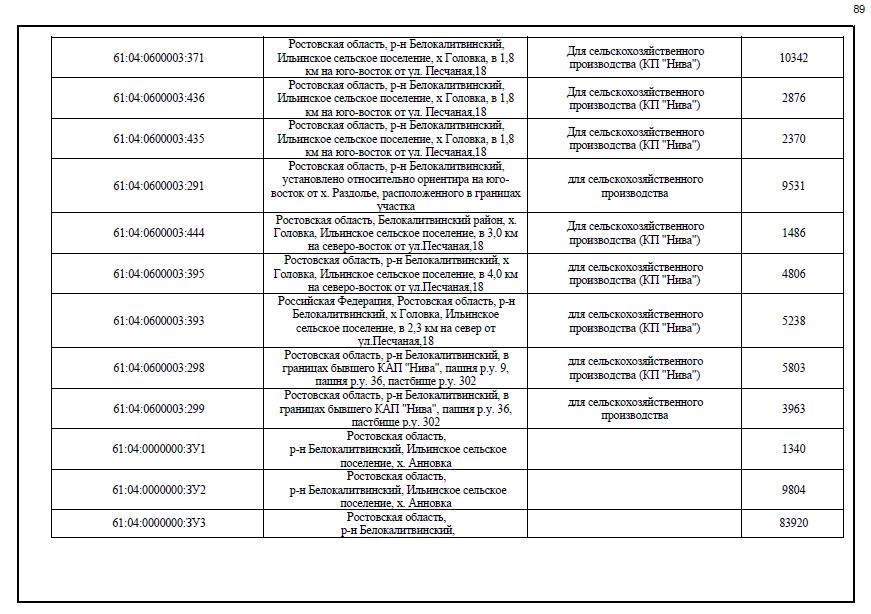 89
61:04:0600003:371
Ростовская область, р-н Белокалитвинский,
Ильинское сельское поселение, х Головка, в 1,8
км на юго-восток от ул. Песчаная,18
Для сельскохозяйственного
производства (КП "Нива")
10342
61:04:0600003:436
Ростовская область, р-н Белокалитвинский,
Ильинское сельское поселение, х Головка, в 1,8
км на юго-восток от ул. Песчаная,18
Для сельскохозяйственного
производства (КП "Нива")
2876
61:04:0600003:435
Ростовская область, р-н Белокалитвинский,
Ильинское сельское поселение, х Головка, в 1,8
км на юго-восток от ул. Песчаная,18
Для сельскохозяйственного
производства (КП "Нива")
2370
61:04:0600003:291
Ростовская область, р-н Белокалитвинский,
установлено относительно ориентира на юго-
восток от х. Раздолье, расположенного в границах
участка
для сельскохозяйственного
производства
9531
61:04:0600003:444
Ростовская область, Белокалитвинский район, х.
Головка, Ильинское сельское поселение, в 3,0 км
на северо-восток от ул.Песчаная,18
Для сельскохозяйственного
производства (КП "Нива")
1486
61:04:0600003:395
Ростовская область, р-н Белокалитвинский, х
Головка, Ильинское сельское поселение, в 4,0 км
на северо-восток от ул.Песчаная,18
для сельскохозяйственного
производства (КП "Нива")
4806
61:04:0600003:393
Российская Федерация, Ростовская область, р-н
Белокалитвинский, х Головка, Ильинское
сельское поселение, в 2,3 км на север от
ул.Песчаная,18
для сельскохозяйственного
производства (КП "Нива")
5238
61:04:0600003:298
Ростовская область, р-н Белокалитвинский, в
границах бывшего КАП "Нива", пашня р.у. 9,
пашня р.у. 36, пастбище р.у. 302
для сельскохозяйственного
производства (КП "Нива")
5803
61:04:0600003:299
Ростовская область, р-н Белокалитвинский, в
границах бывшего КАП "Нива", пашня р.у. 36,
пастбище р.у. 302
для сельскохозяйственного
производства
3963
61:04:0000000:ЗУ1
Ростовская область,
р-н Белокалитвинский, Ильинское сельское
поселение, х. Анновка
1340
61:04:0000000:ЗУ2
Ростовская область,
р-н Белокалитвинский, Ильинское сельское
поселение, х. Анновка
9804
61:04:0000000:ЗУ3
Ростовская область,
р-н Белокалитвинский,
83920